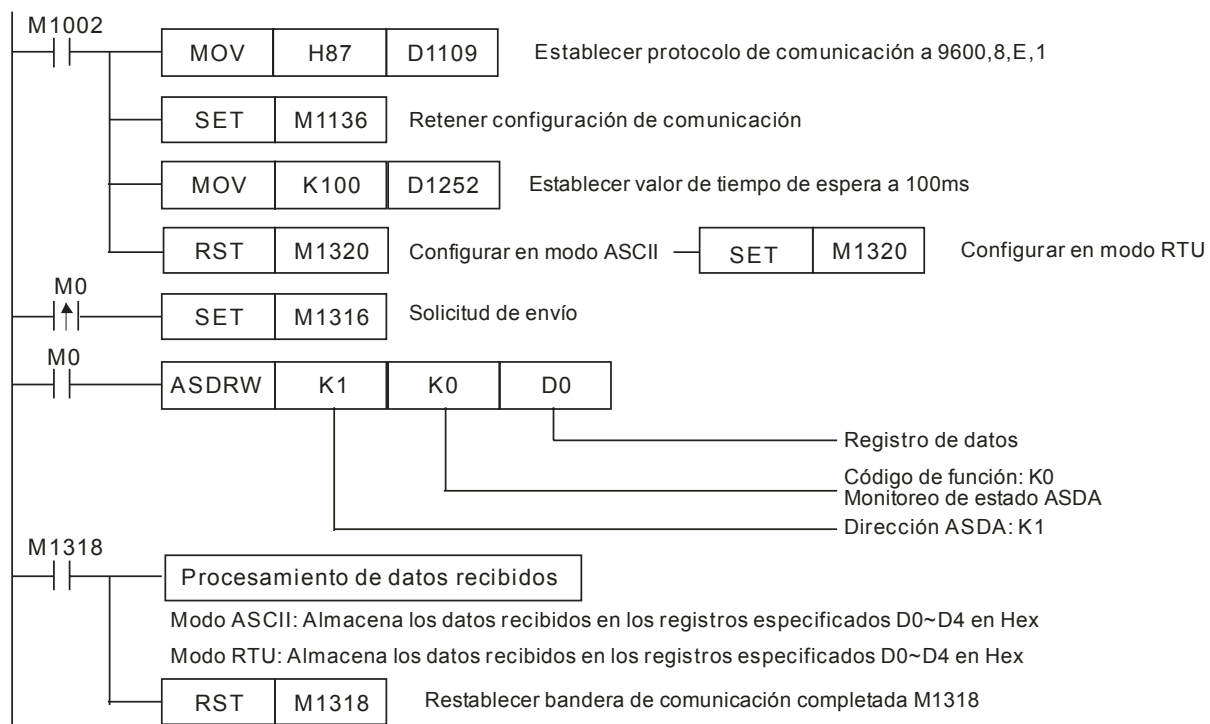 M1002
MOV H87 D1109 Establecer protocolo de comunicación a 9600,8,E,1
SET M1136 Retener configuración de comunicación
MOV K100 D1252 Establecer valor de tiempo de espera a 100ms
RST M1320 Configurar en modo ASCII SET M1320 Configurar en modo RTU
M0
SET M1316 Solicitud de envío
M0
ASDRW K1 K0 D0
Registro de datos
Código de función: K0
Monitoreo de estado ASDA
Dirección ASDA: K1
M1318
Procesamiento de datos recibidos
Modo ASCII: Almacena los datos recibidos en los registros especificados D0~D4 en Hex
Modo RTU: Almacena los datos recibidos en los registros especificados D0~D4 en Hex
RST M1318 Restablecer bandera de comunicación completada M1318